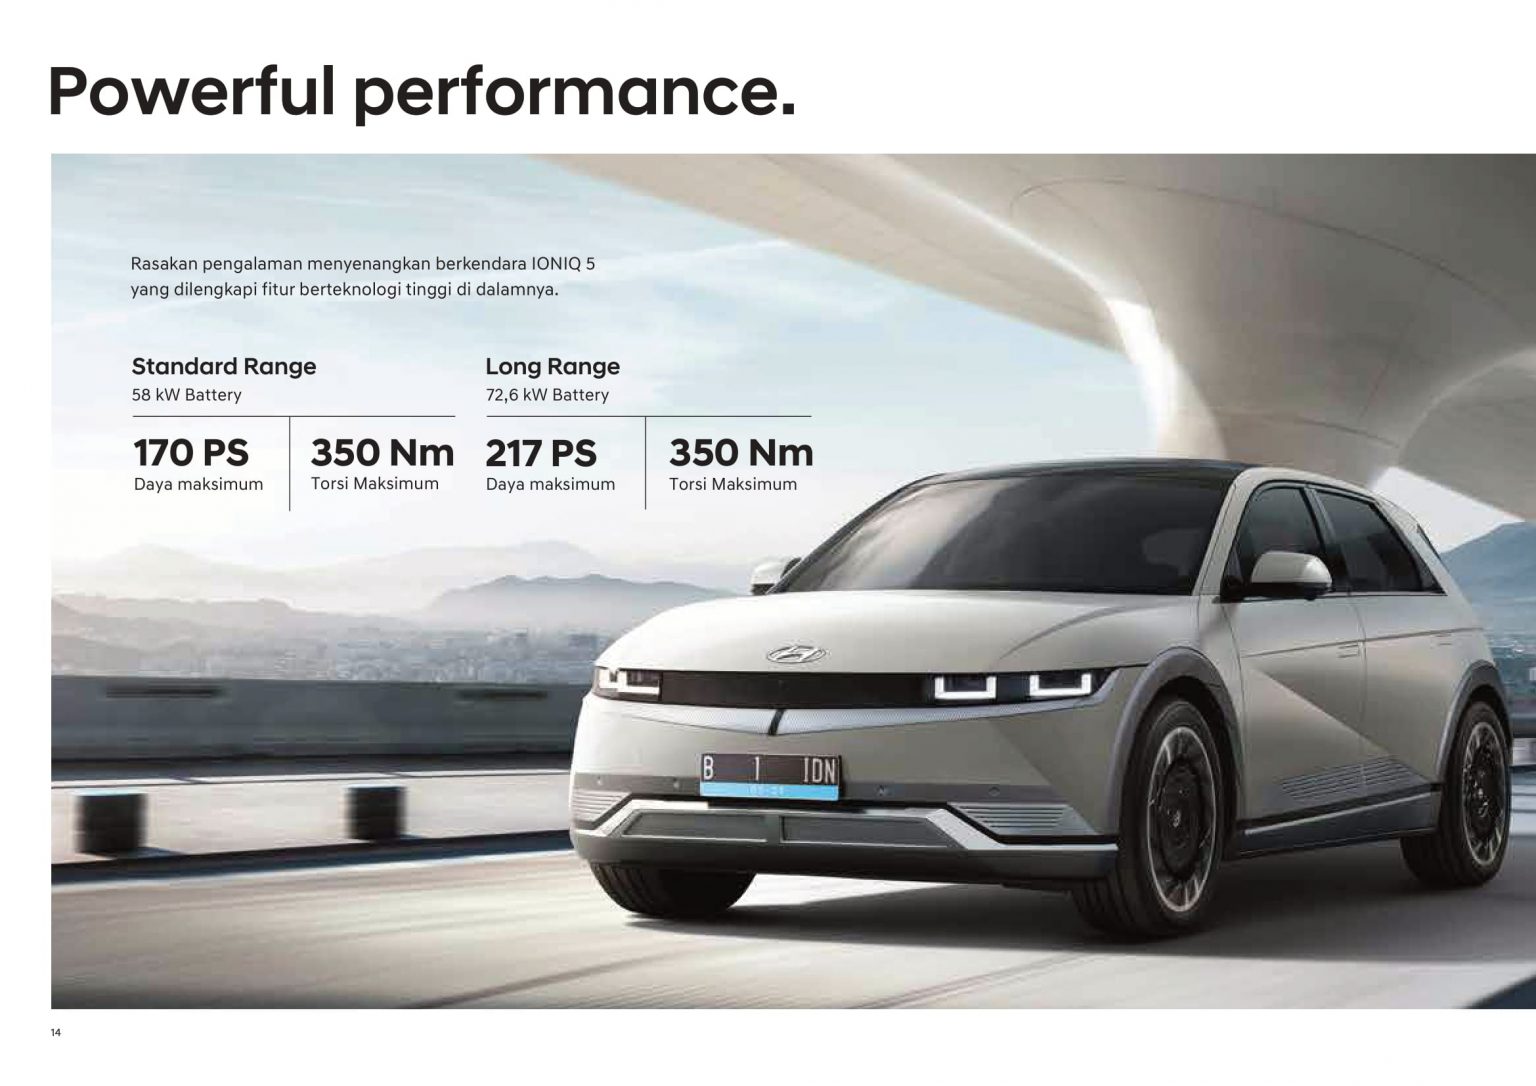 Powerful performance.
Rasakan pengalaman menyenangkan berkendara IONIQ 5
yang dilengkapi fitur berteknologi tinggi di dalamnya.
Standard Range
58 kW Battery
170 PS
Daya maksimum
350 Nm
Torsi Maksimum
Long Range
72,6 kW Battery
217 PS
Daya maksimum
350 Nm
Torsi Maksimum
B 1 IDN
14